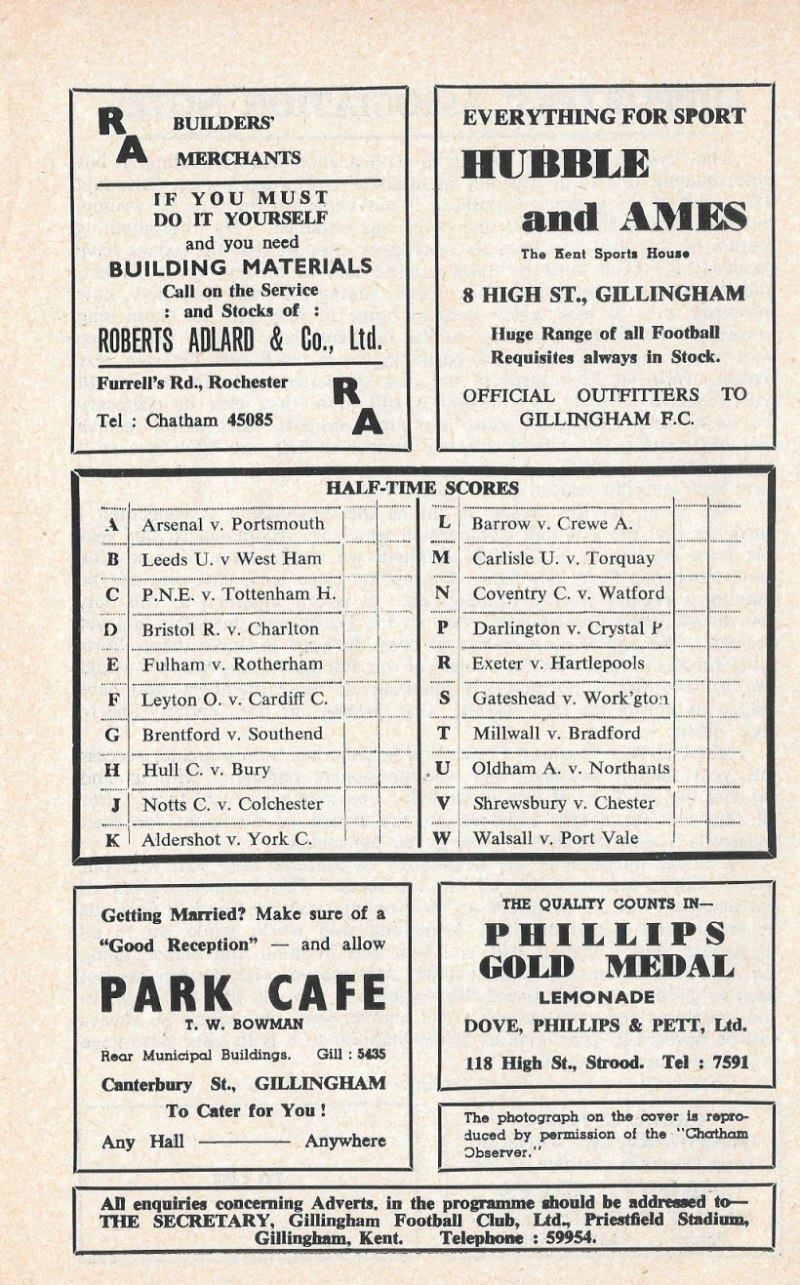 R A
BUILDERS'
MERCHANTS
IF YOU MUST
DO IT YOURSELF
and you need
BUILDING MATERIALS
Call on the Service
: and Stocks of :
ROBERTS ADLARD & Co., Ltd.
Furrell's Rd., Rochester
Tel : Chatham 45085
R A
EVERYTHING FOR SPORT
HUBBLE
and AMES
The Kent Sports House
8 HIGH ST., GILLINGHAM
Huge Range of all Football
Requisites always in Stock.
OFFICIAL OUTFITTERS TO
GILLINGHAM F.C.
HALF-TIME SCORES
A Arsenal v. Portsmouth
B Leeds U. v West Ham
C P.N.E. v. Tottenham H.
D Bristol R. v. Charlton
E Fulham v. Rotherham
F Leyton O. v. Cardiff C.
G Brentford v. Southend
H Hull C. v. Bury
J Notts C. v. Colchester
K Aldershot v. York C.
L Barrow v. Crewe A.
M Carlisle U. v. Torquay
N Coventry C. v. Watford
P Darlington v. Crystal P
R Exeter v. Hartlepools
S Gateshead v. Work'gton
T Millwall v. Bradford
U Oldham A. v. Northants
V Shrewsbury v. Chester
W Walsall v. Port Vale
Getting Married? Make sure of a
"Good Reception" — and allow
PARK CAFE
T. W. BOWMAN
Rear Municipal Buildings. Gill : 5435
Canterbury St., GILLINGHAM
To Cater for You !
Any Hall ——— Anywhere
THE QUALITY COUNTS IN—
PHILLIPS
GOLD MEDAL
LEMONADE
DOVE, PHILLIPS & PETT, Ltd.
118 High St., Strood. Tel : 7591
The photograph on the cover is repro-
duced by permission of the "Chatham
Observer."
All enquiries concerning Adverts. in the programme should be addressed to—
THE SECRETARY, Gillingham Football Club, Ltd., Priestfield Stadium,
Gillingham, Kent. Telephone : 59954.